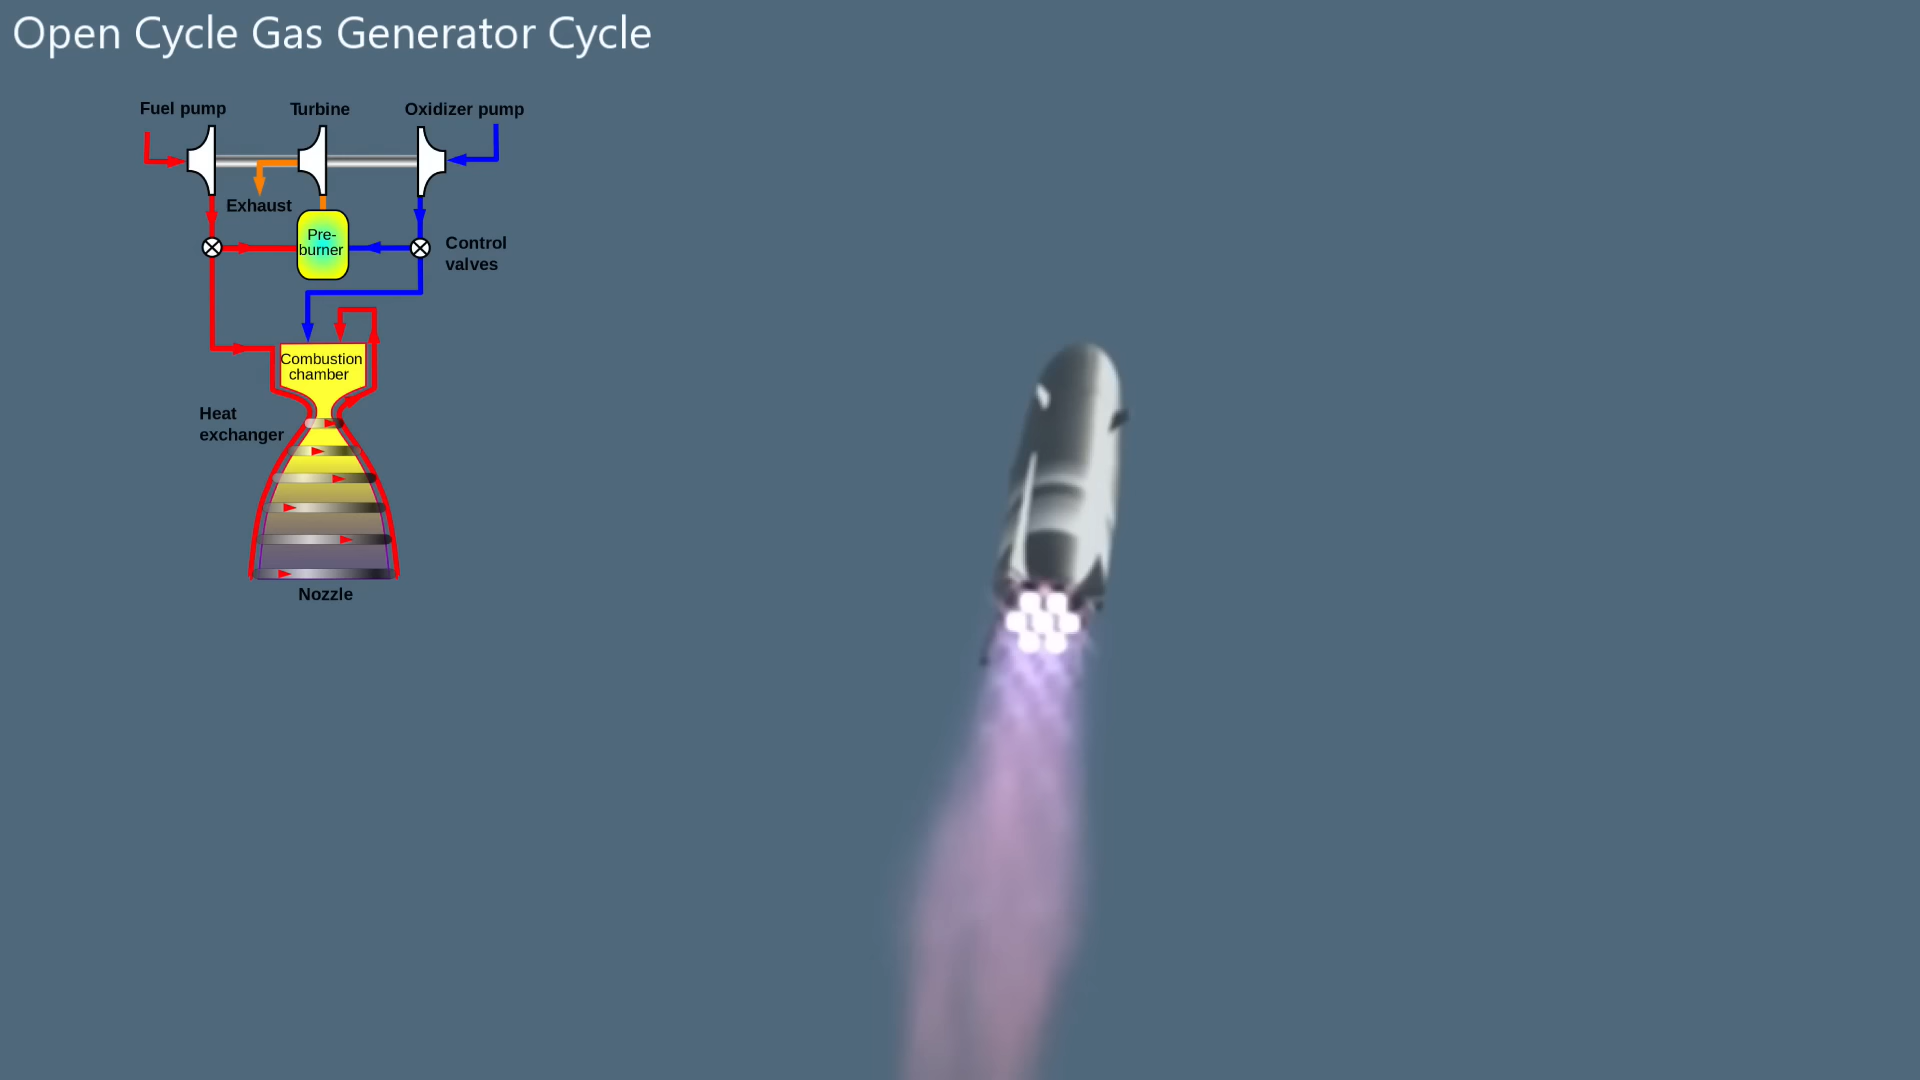 Open Cycle Gas Generator Cycle
Fuel pump
Turbine
Oxidizer pump
Exhaust
Pre-
burner
Control
valves
Combustion
chamber
Heat
exchanger
Nozzle